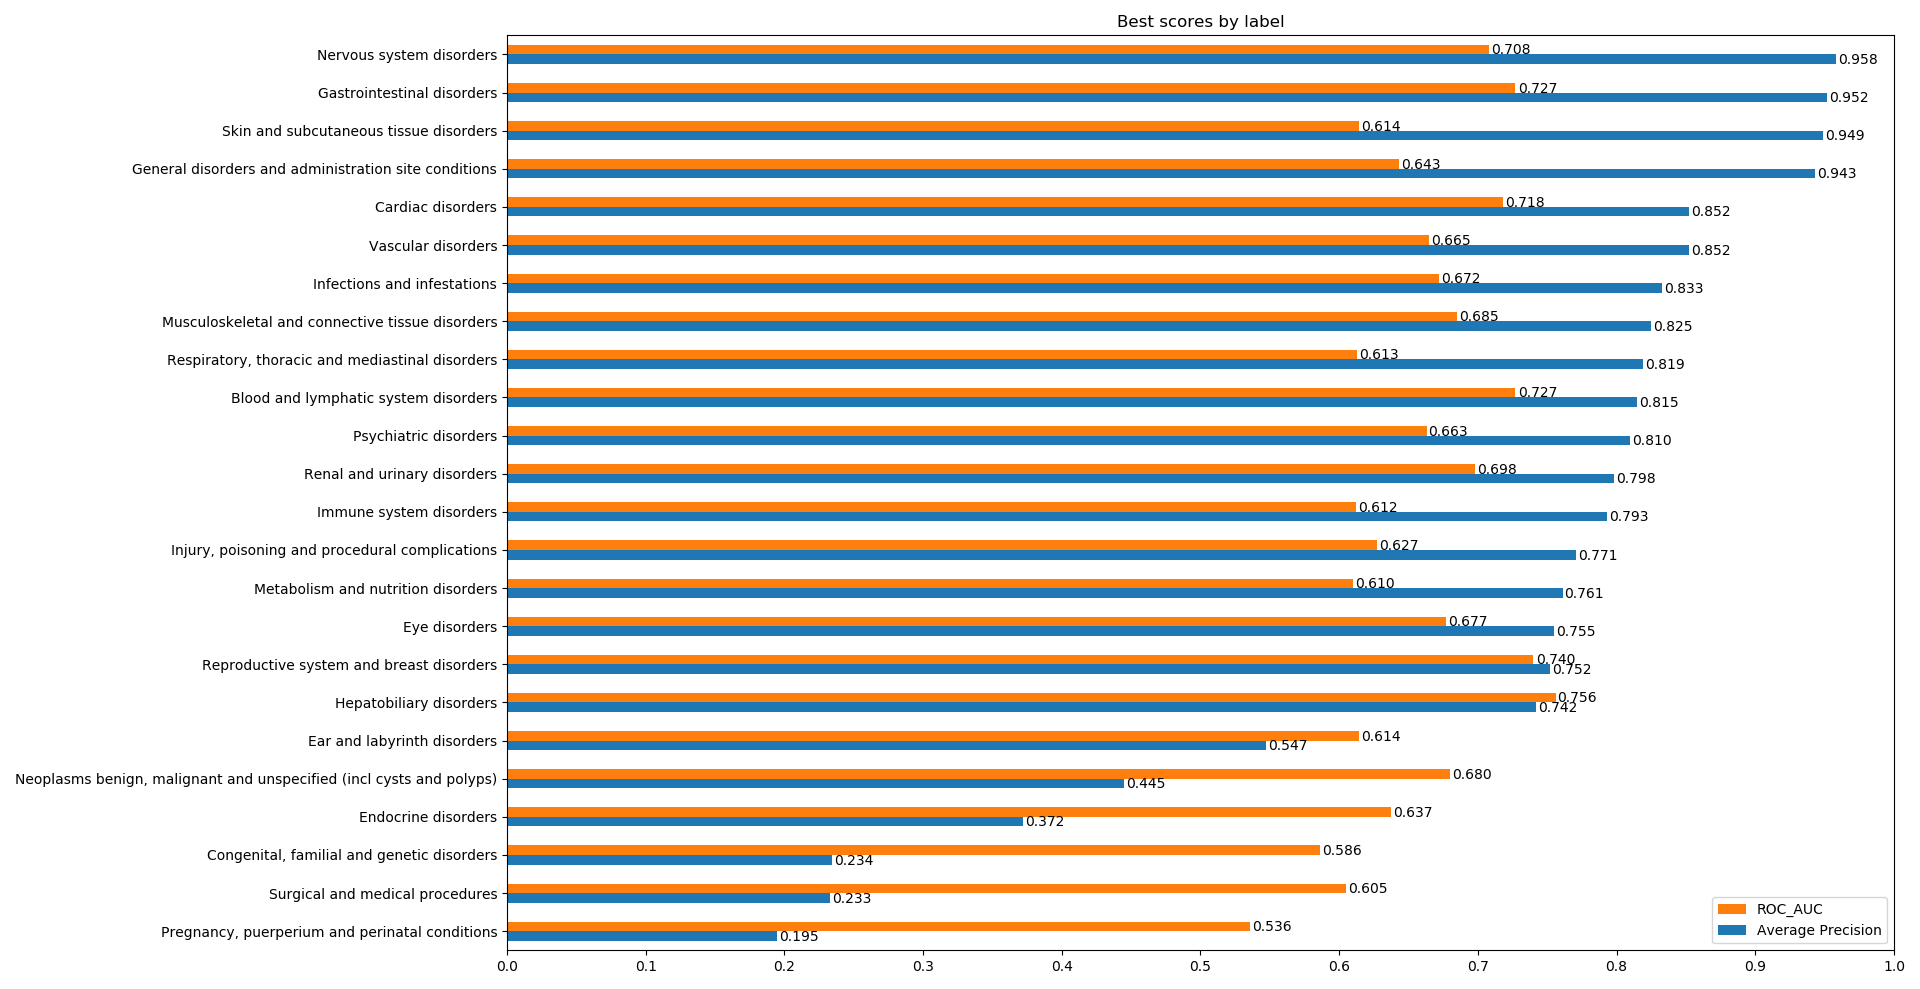 Best scores by label
Nervous system disorders
0.708
0.958
Gastrointestinal disorders
0.727
0.952
Skin and subcutaneous tissue disorders
0.614
0.949
General disorders and administration site conditions
0.643
0.943
Cardiac disorders
0.718
0.852
Vascular disorders
0.665
0.852
Infections and infestations
0.672
0.833
Musculoskeletal and connective tissue disorders
0.685
0.825
Respiratory, thoracic and mediastinal disorders
0.613
0.819
Blood and lymphatic system disorders
0.727
0.815
Psychiatric disorders
0.663
0.810
Renal and urinary disorders
0.698
0.798
Immune system disorders
0.612
0.793
Injury, poisoning and procedural complications
0.627
0.771
Metabolism and nutrition disorders
0.610
0.761
Eye disorders
0.677
0.755
Reproductive system and breast disorders
0.740
0.752
Hepatobiliary disorders
0.756
0.742
Ear and labyrinth disorders
0.614
0.547
Neoplasms benign, malignant and unspecified (incl cysts and polyps)
0.680
0.445
Endocrine disorders
0.637
0.372
Congenital, familial and genetic disorders
0.586
0.234
Surgical and medical procedures
0.605
0.233
Pregnancy, puerperium and perinatal conditions
0.536
0.195
ROC_AUC
Average Precision
0.0 0.1 0.2 0.3 0.4 0.5 0.6 0.7 0.8 0.9 1.0